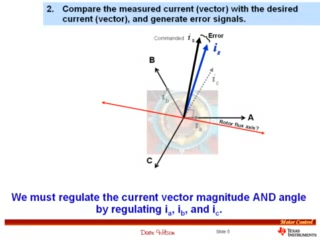 2. Compare the measured current (vector) with the desired
current (vector), and generate error signals.
Commanded i s
Error
i s
B
i c
i b
i a
A
Rotor flux axis?
C
We must regulate the current vector magnitude AND angle
by regulating ia, ib, and ic.
Motor Control
Dave Wilson
Slide 5
TEXAS
INSTRUMENTS